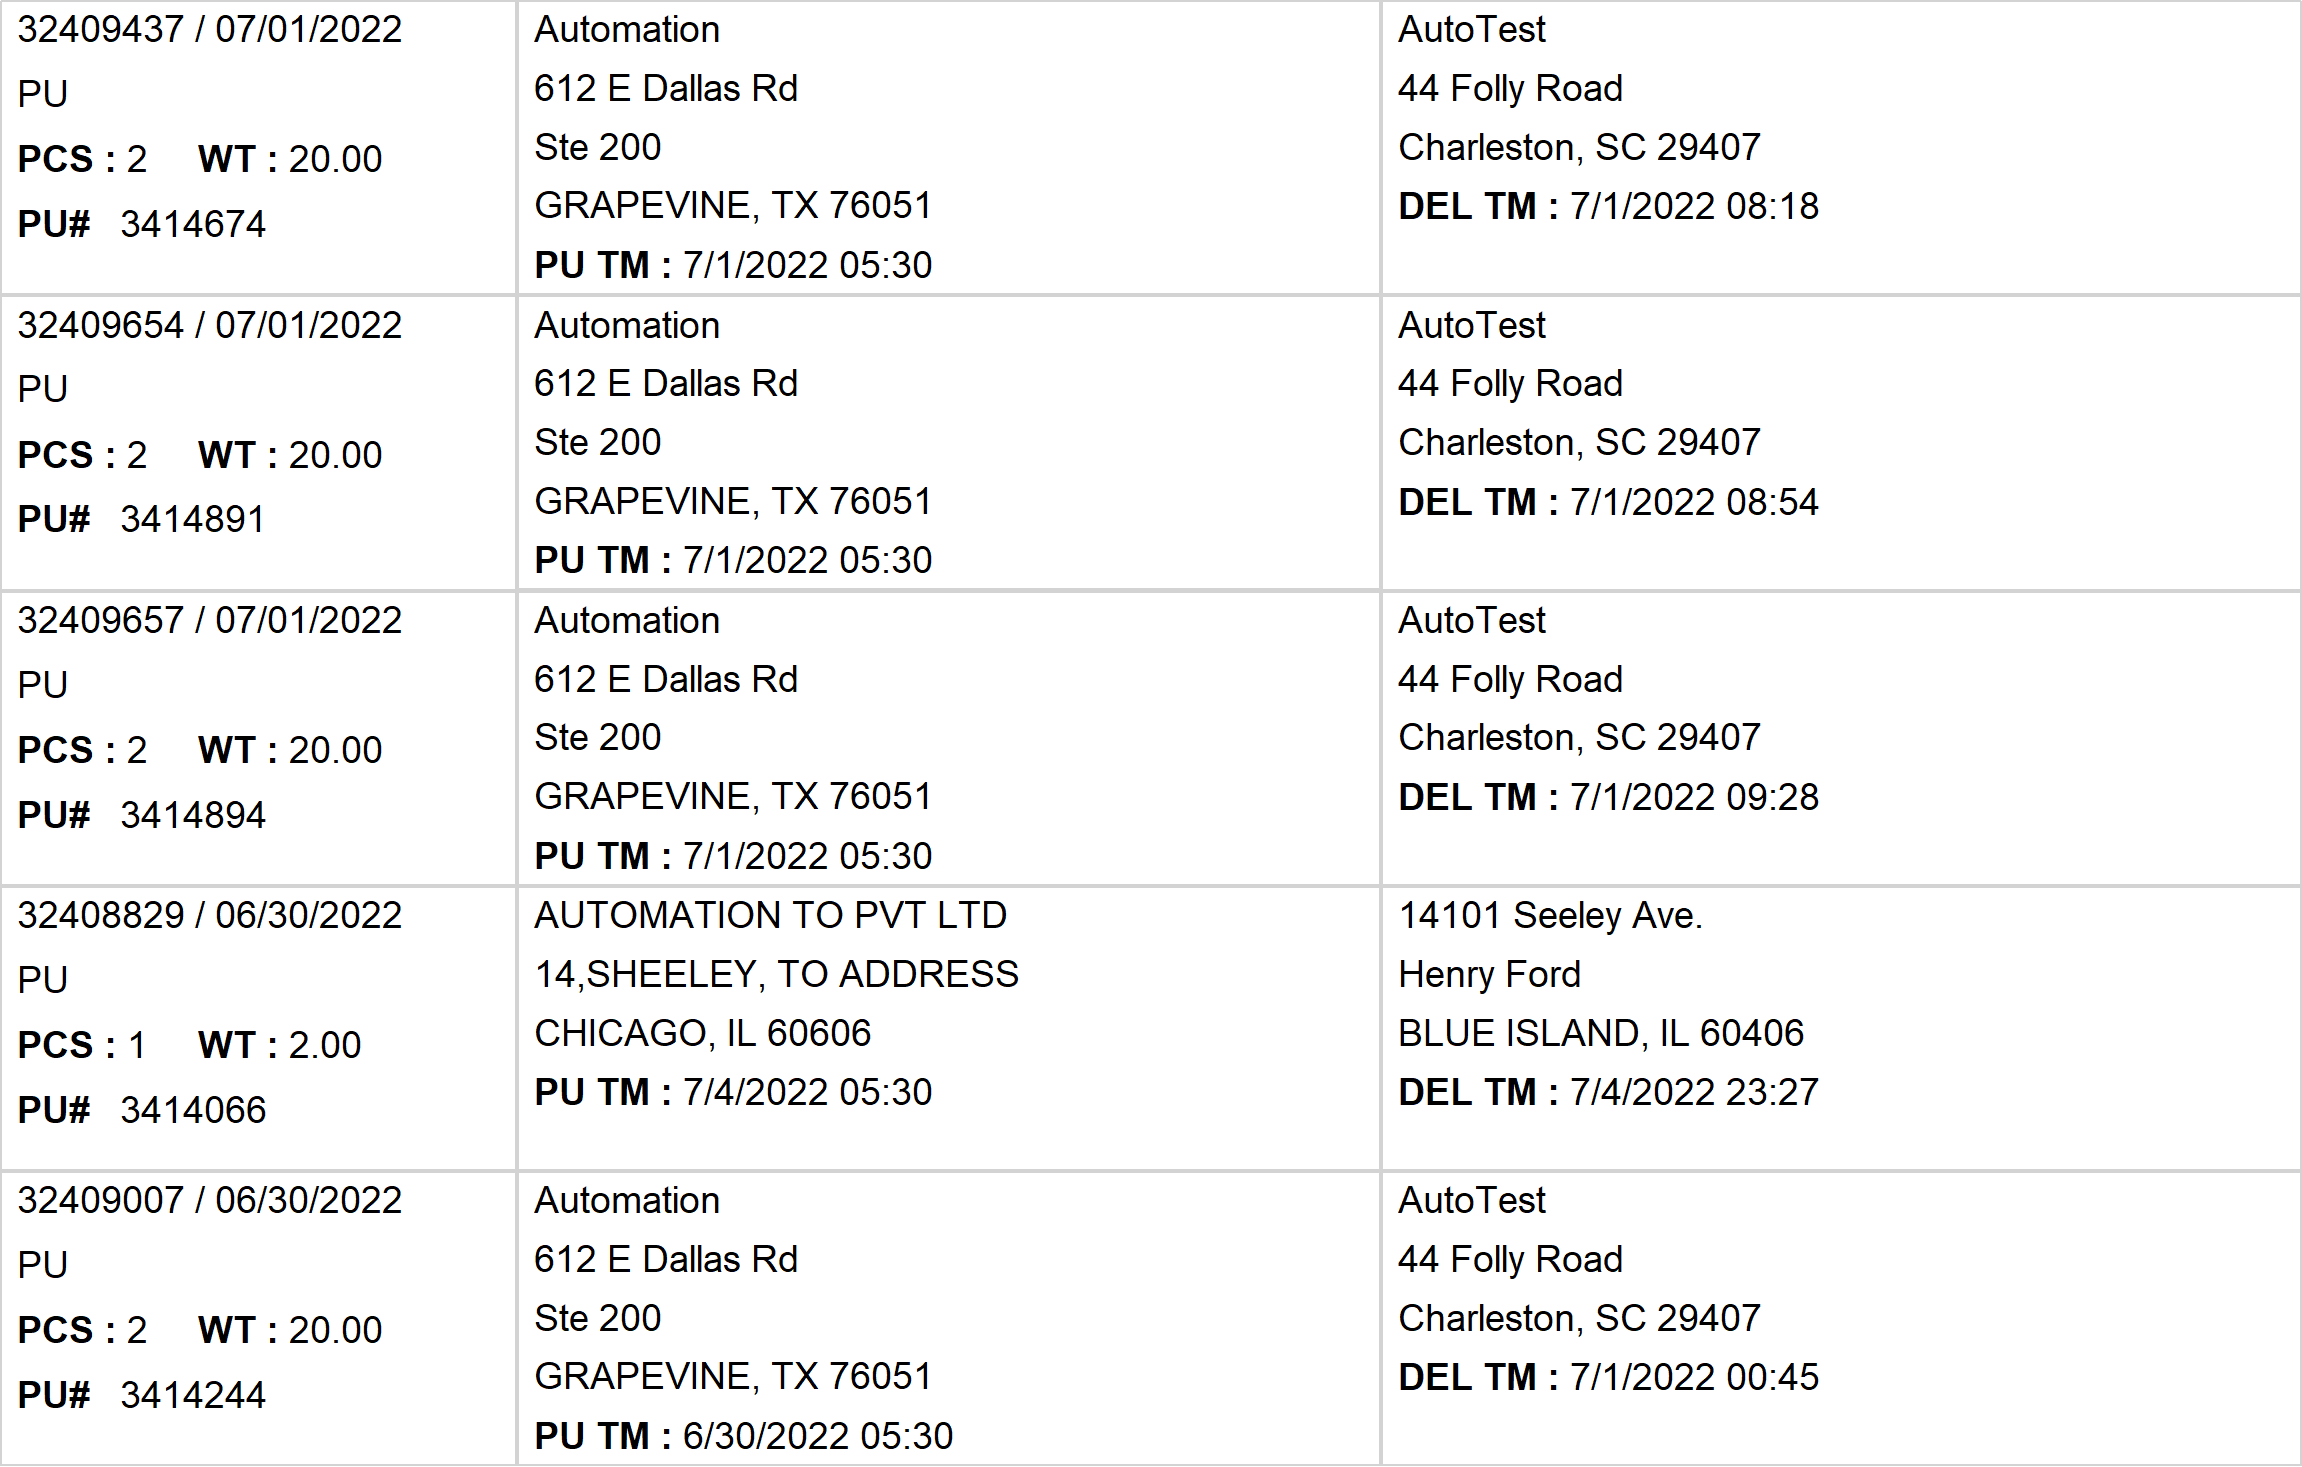 32409437 / 07/01/2022
PU
PCS : 2 WT : 20.00
PU# 3414674
Automation
612 E Dallas Rd
Ste 200
GRAPEVINE, TX 76051
PU TM : 7/1/2022 05:30
AutoTest
44 Folly Road
Charleston, SC 29407
DEL TM : 7/1/2022 08:18
32409654 / 07/01/2022
PU
PCS : 2 WT : 20.00
PU# 3414891
Automation
612 E Dallas Rd
Ste 200
GRAPEVINE, TX 76051
PU TM : 7/1/2022 05:30
AutoTest
44 Folly Road
Charleston, SC 29407
DEL TM : 7/1/2022 08:54
32409657 / 07/01/2022
PU
PCS : 2 WT : 20.00
PU# 3414894
Automation
612 E Dallas Rd
Ste 200
GRAPEVINE, TX 76051
PU TM : 7/1/2022 05:30
AutoTest
44 Folly Road
Charleston, SC 29407
DEL TM : 7/1/2022 09:28
32408829 / 06/30/2022
PU
PCS : 1 WT : 2.00
PU# 3414066
AUTOMATION TO PVT LTD
14,SHEELEY, TO ADDRESS
CHICAGO, IL 60606
PU TM : 7/4/2022 05:30
14101 Seeley Ave.
Henry Ford
BLUE ISLAND, IL 60406
DEL TM : 7/4/2022 23:27
32409007 / 06/30/2022
PU
PCS : 2 WT : 20.00
PU# 3414244
Automation
612 E Dallas Rd
Ste 200
GRAPEVINE, TX 76051
PU TM : 6/30/2022 05:30
AutoTest
44 Folly Road
Charleston, SC 29407
DEL TM : 7/1/2022 00:45